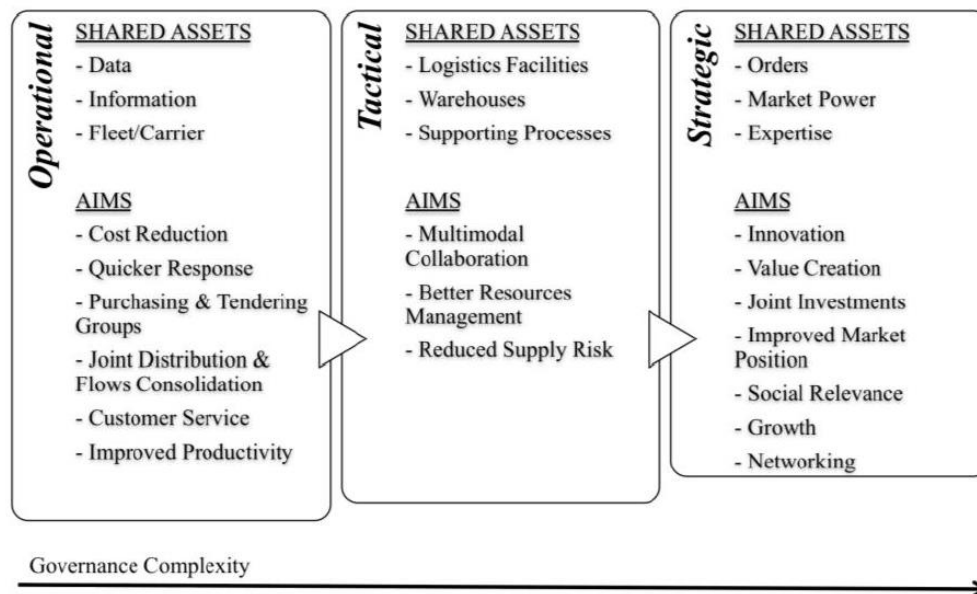 Operational
SHARED ASSETS
- Data
- Information
- Fleet/Carrier
AIMS
- Cost Reduction
- Quicker Response
- Purchasing & Tendering
Groups
- Joint Distribution &
Flows Consolidation
- Customer Service
- Improved Productivity
Tactical
SHARED ASSETS
- Logistics Facilities
- Warehouses
- Supporting Processes
AIMS
- Multimodal
Collaboration
- Better Resources
Management
- Reduced Supply Risk
Strategic
SHARED ASSETS
- Orders
- Market Power
- Expertise
AIMS
- Innovation
- Value Creation
- Joint Investments
- Improved Market
Position
- Social Relevance
- Growth
- Networking
Governance Complexity